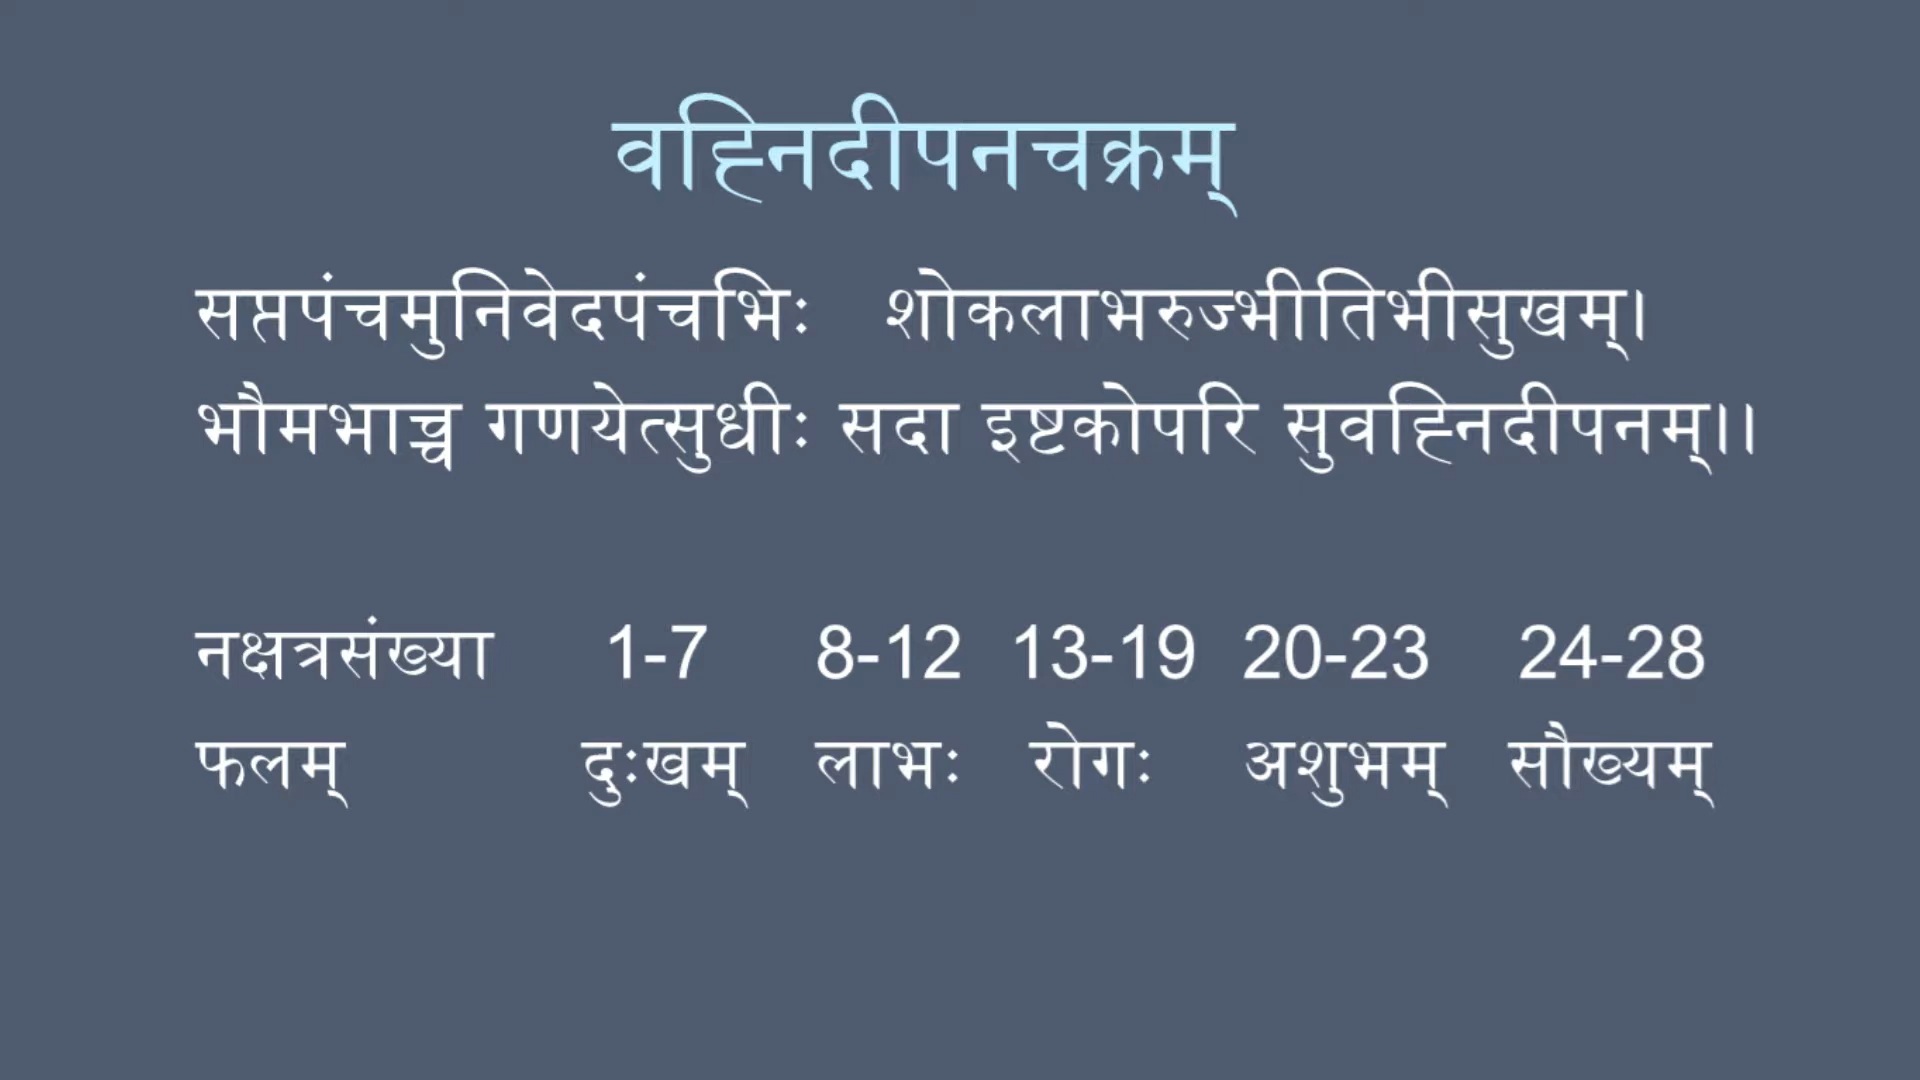 वह्निदीपनचक्रम्
सप्तपंचमुनिवेदपंचभिः शोकलाभरुज्भीतिभीसुखम्।
भौमभाच्च गणयेत्सुधीः सदा इष्टकोपरि सुवह्निदीपनम्।।
नक्षत्रसंख्या 1-7 8-12 13-19 20-23 24-28
फलम् दुःखम् लाभः रोगः अशुभम् सौख्यम्